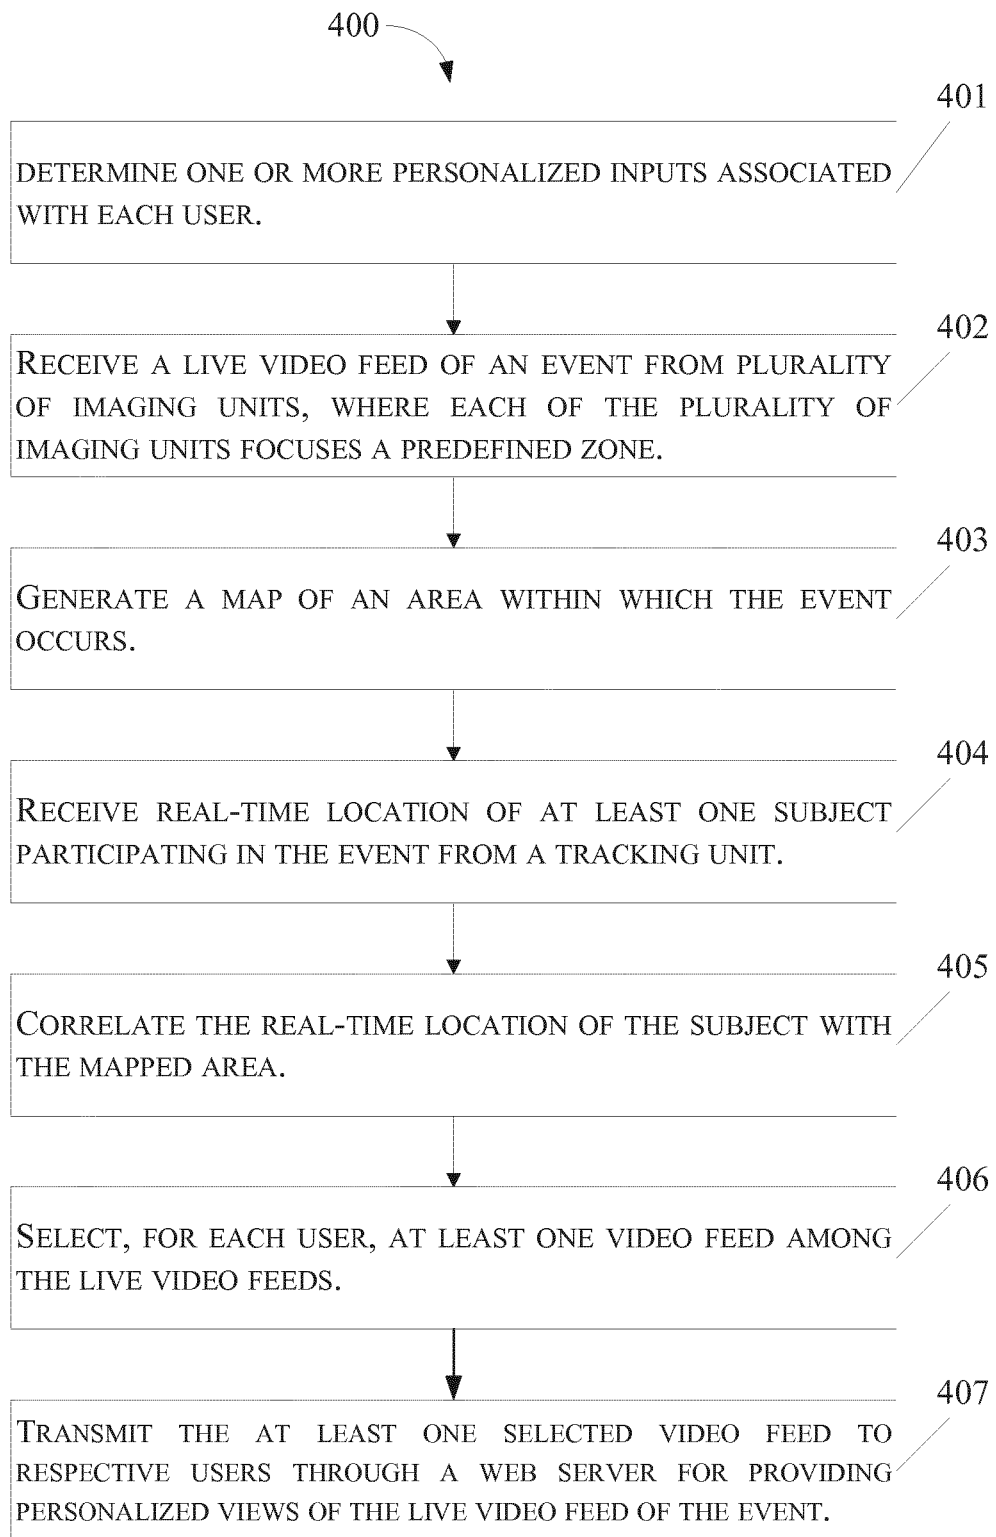 400
401
DETERMINE ONE OR MORE PERSONALIZED INPUTS ASSOCIATED
WITH EACH USER.
402
RECEIVE A LIVE VIDEO FEED OF AN EVENT FROM PLURALITY
OF IMAGING UNITS, WHERE EACH OF THE PLURALITY OF
IMAGING UNITS FOCUSES A PREDEFINED ZONE.
403
GENERATE A MAP OF AN AREA WITHIN WHICH THE EVENT
OCCURS.
404
RECEIVE REAL-TIME LOCATION OF AT LEAST ONE SUBJECT
PARTICIPATING IN THE EVENT FROM A TRACKING UNIT.
405
CORRELATE THE REAL-TIME LOCATION OF THE SUBJECT WITH
THE MAPPED AREA.
406
SELECT, FOR EACH USER, AT LEAST ONE VIDEO FEED AMONG
THE LIVE VIDEO FEEDS.
407
TRANSMIT THE AT LEAST ONE SELECTED VIDEO FEED TO
RESPECTIVE USERS THROUGH A WEB SERVER FOR PROVIDING
PERSONALIZED VIEWS OF THE LIVE VIDEO FEED OF THE EVENT.